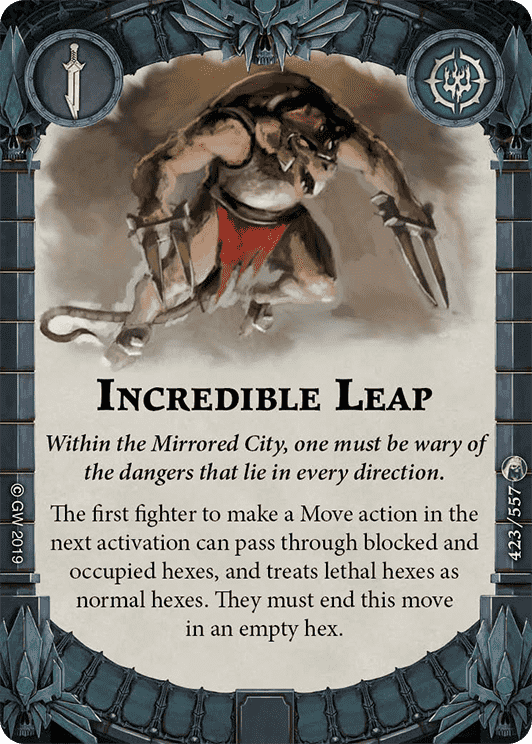 INCREDIBLE LEAP
Within the Mirrored City, one must be wary of
the dangers that lie in every direction.
The first fighter to make a Move action in the
next activation can pass through blocked and
occupied hexes, and treats lethal hexes as
normal hexes. They must end this move
in an empty hex.
© GW 2019
423/557